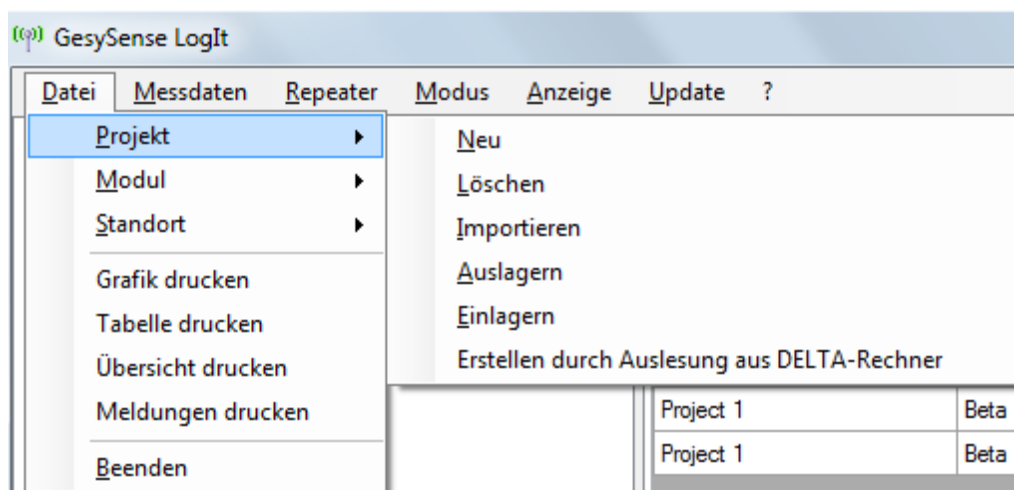 GesySense LogIt
Datei Messdaten Repeater Modus Anzeige Update ?
Projekt
Modul
Standort
Grafik drucken
Tabelle drucken
Übersicht drucken
Meldungen drucken
Beenden
Neu
Löschen
Importieren
Auslagern
Einlagern
Erstellen durch Auslesung aus DELTA-Rechner
Project 1 Beta
Project 1 Beta